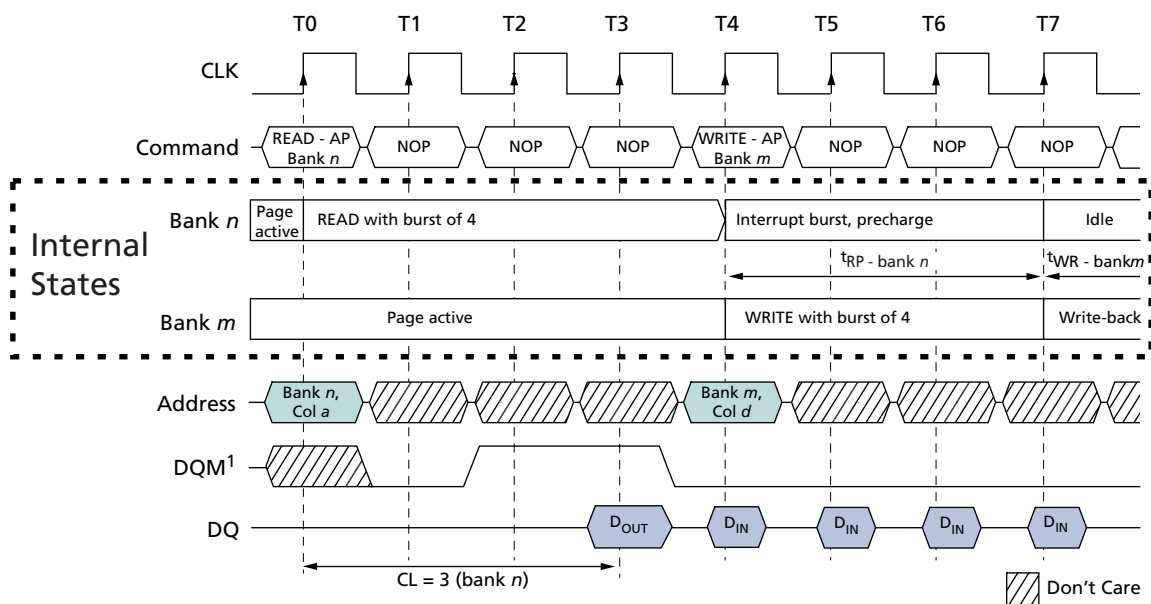 T0 T1 T2 T3 T4 T5 T6 T7
CLK
Command
READ - AP
Bank n
NOP
NOP
NOP
WRITE - AP
Bank m
NOP
NOP
NOP
Internal
States
Bank n
Page
active
READ with burst of 4
Interrupt burst, precharge
Idle
tRP - bank n
tWR - bankm
Bank m
Page active
WRITE with burst of 4
Write-back
Address
Bank n,
Col a
Bank m,
Col d
DQM1
DQ
DOUT
DIN
DIN
DIN
DIN
CL = 3 (bank n)
Don't Care